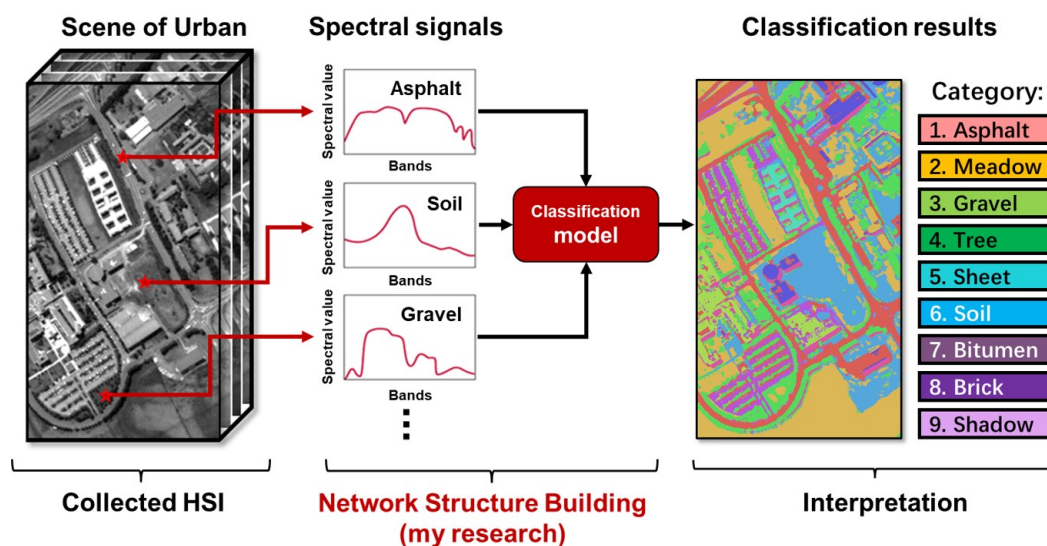 Scene of Urban
Spectral signals
Classification results
Spectral value
Asphalt
Bands
Spectral value
Soil
Bands
Spectral value
Gravel
Bands
Classification
model
Category:
1. Asphalt
2. Meadow
3. Gravel
4. Tree
5. Sheet
6. Soil
7. Bitumen
8. Brick
9. Shadow
Collected HSI
Network Structure Building
(my research)
Interpretation